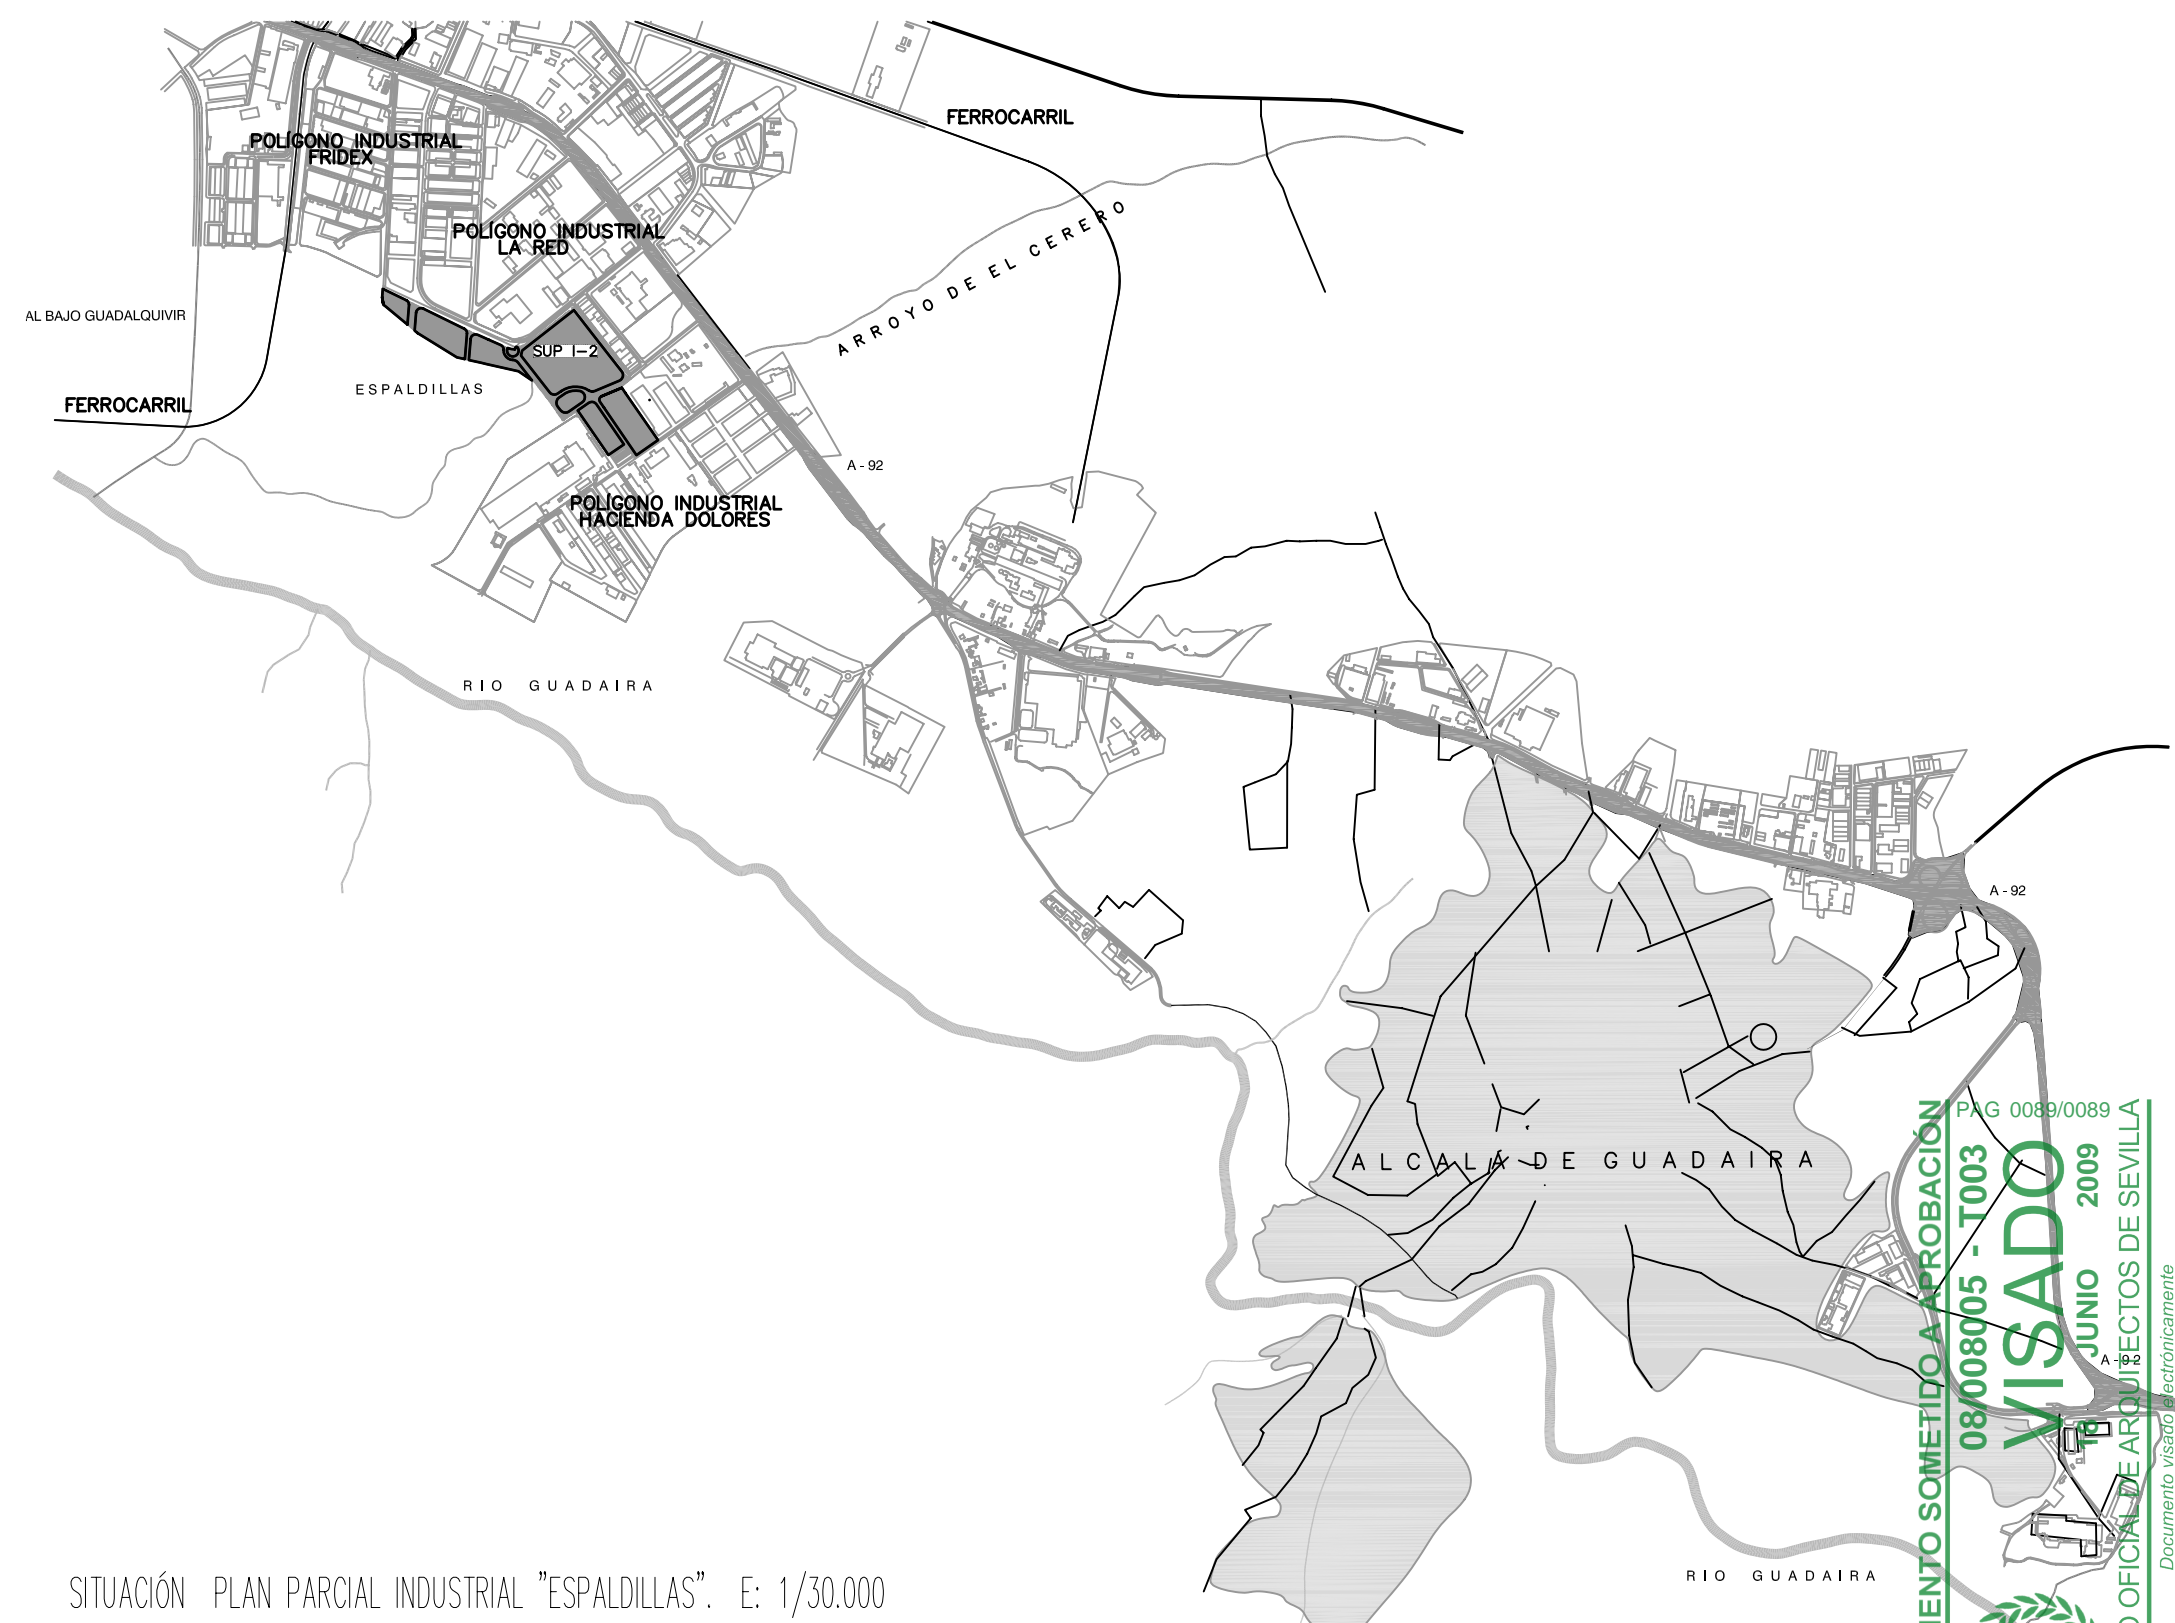 FERROCARRIL
POLÍGONO INDUSTRIAL
FRIDEX
POLÍGONO INDUSTRIAL
LA RED
ARROYO DE EL CERERO
AL BAJO GUADALQUIVIR
SUP I-2
ESPALDILLAS
FERROCARRIL
A - 92
POLÍGONO INDUSTRIAL
HACIENDA DOLORES
RIO GUADAIRA
A - 92
ALCALA DE GUADAIRA
A - 92
RIO GUADAIRA
SITUACIÓN PLAN PARCIAL INDUSTRIAL "ESPALDILLAS". E: 1/30.000
PAG 0089/0089
SOMETIDO A APROBACIÓN
08/008005 - T003
VISADO
18 JUNIO 2009
OFICIAL DE ARQUITECTOS DE SEVILLA
Documento visado electrónicamente